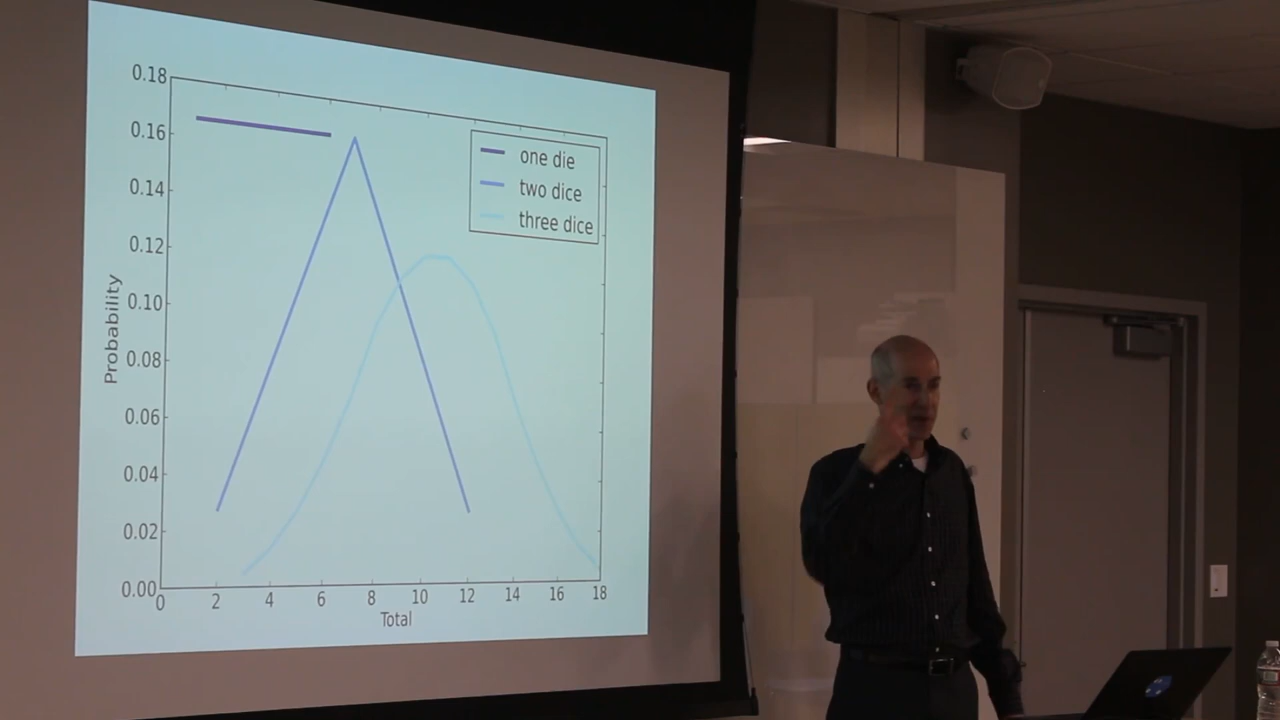 0.18
0.16
0.14
0.12
0.10
0.08
0.06
0.04
0.02
0.00
Probability
0 2 4 6 8 10 12 14 16 18
Total
one die
two dice
three dice